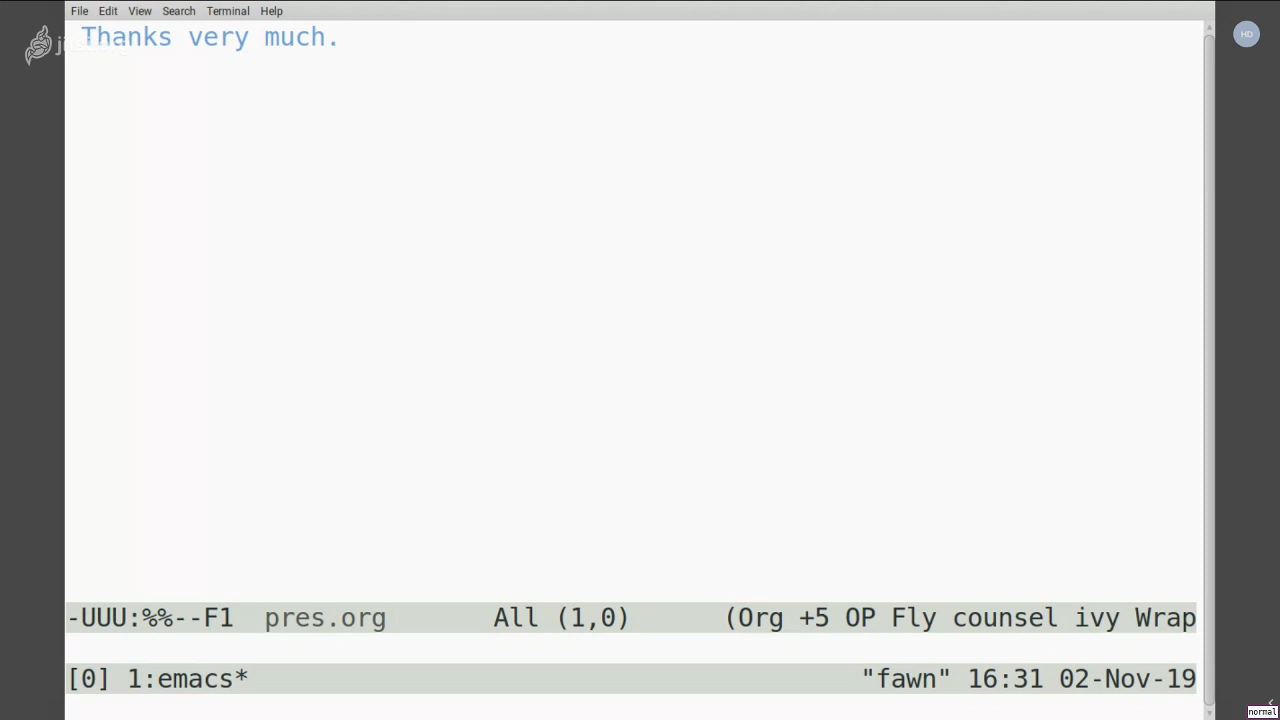 File Edit View Search Terminal Help
Thanks very much.
HD
-UUU:%%--F1 pres.org All (1,0) (Org +5 OP Fly counsel ivy Wrap
[0] 1:emacs* "fawn" 16:31 02-Nov-19
normal